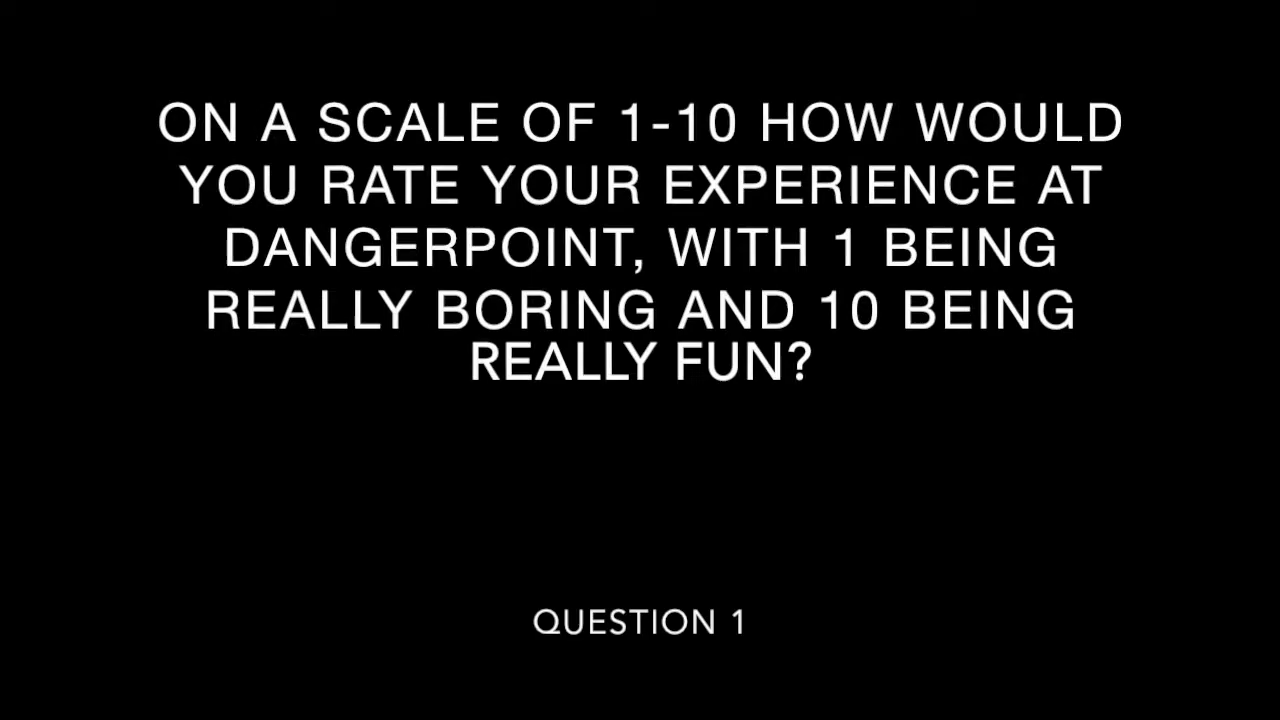 ON A SCALE OF 1-10 HOW WOULD
YOU RATE YOUR EXPERIENCE AT
DANGERPOINT, WITH 1 BEING
REALLY BORING AND 10 BEING
REALLY FUN?
QUESTION 1